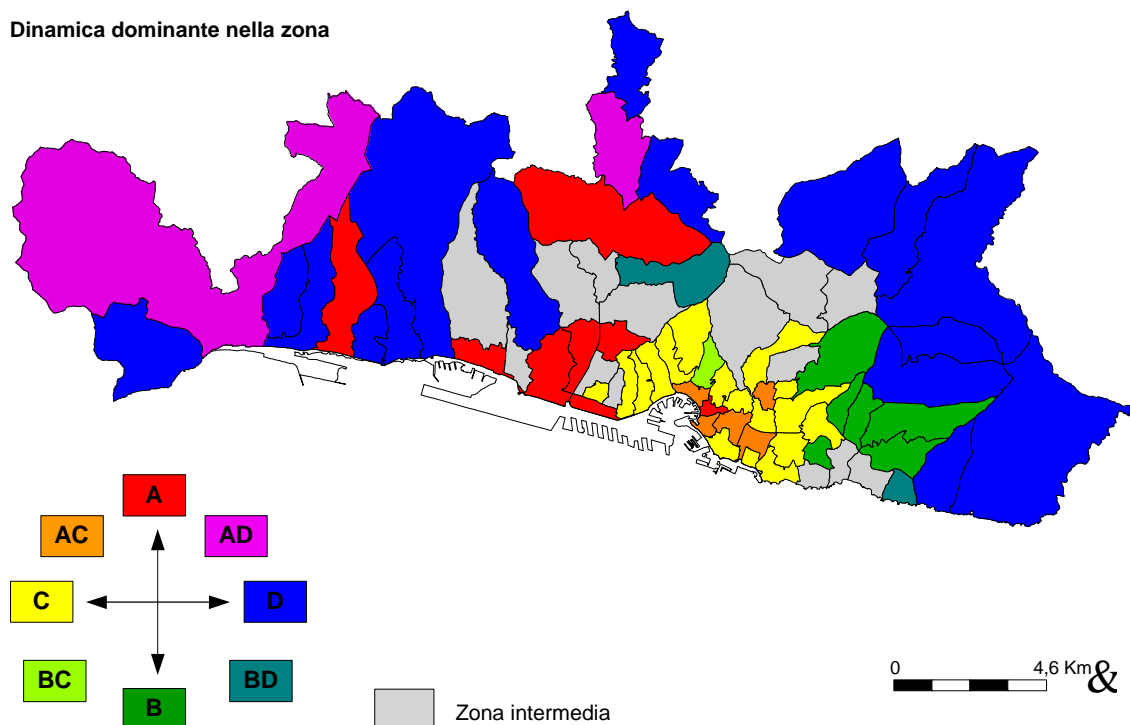 Dinamica dominante nella zona
A
AC
AD
C
D
BC
BD
B
Zona intermedia
0
4,6 Km
&